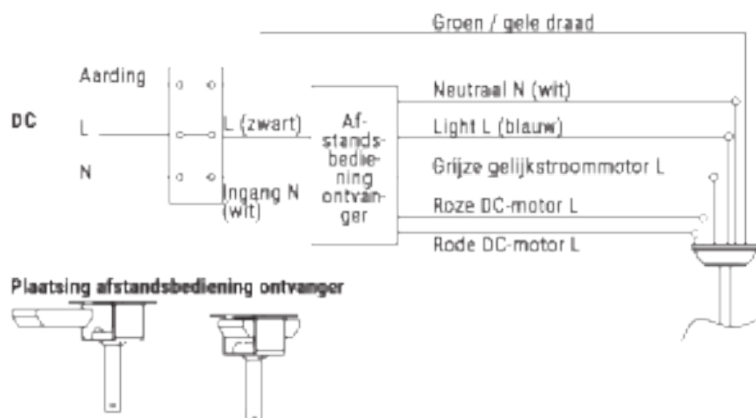 Groen / gele draad
Aarding
Neutraal N (wit)
DC
L
L (zwart)
Af-
stands-
bedie-
ning
ontvan-
ger
Light L (blauw)
N
Grijze gelijkstroommotor L
Ingang N
(wit)
Roze DC-motor L
Rode DC-motor L
Plaatsing afstandsbediening ontvanger